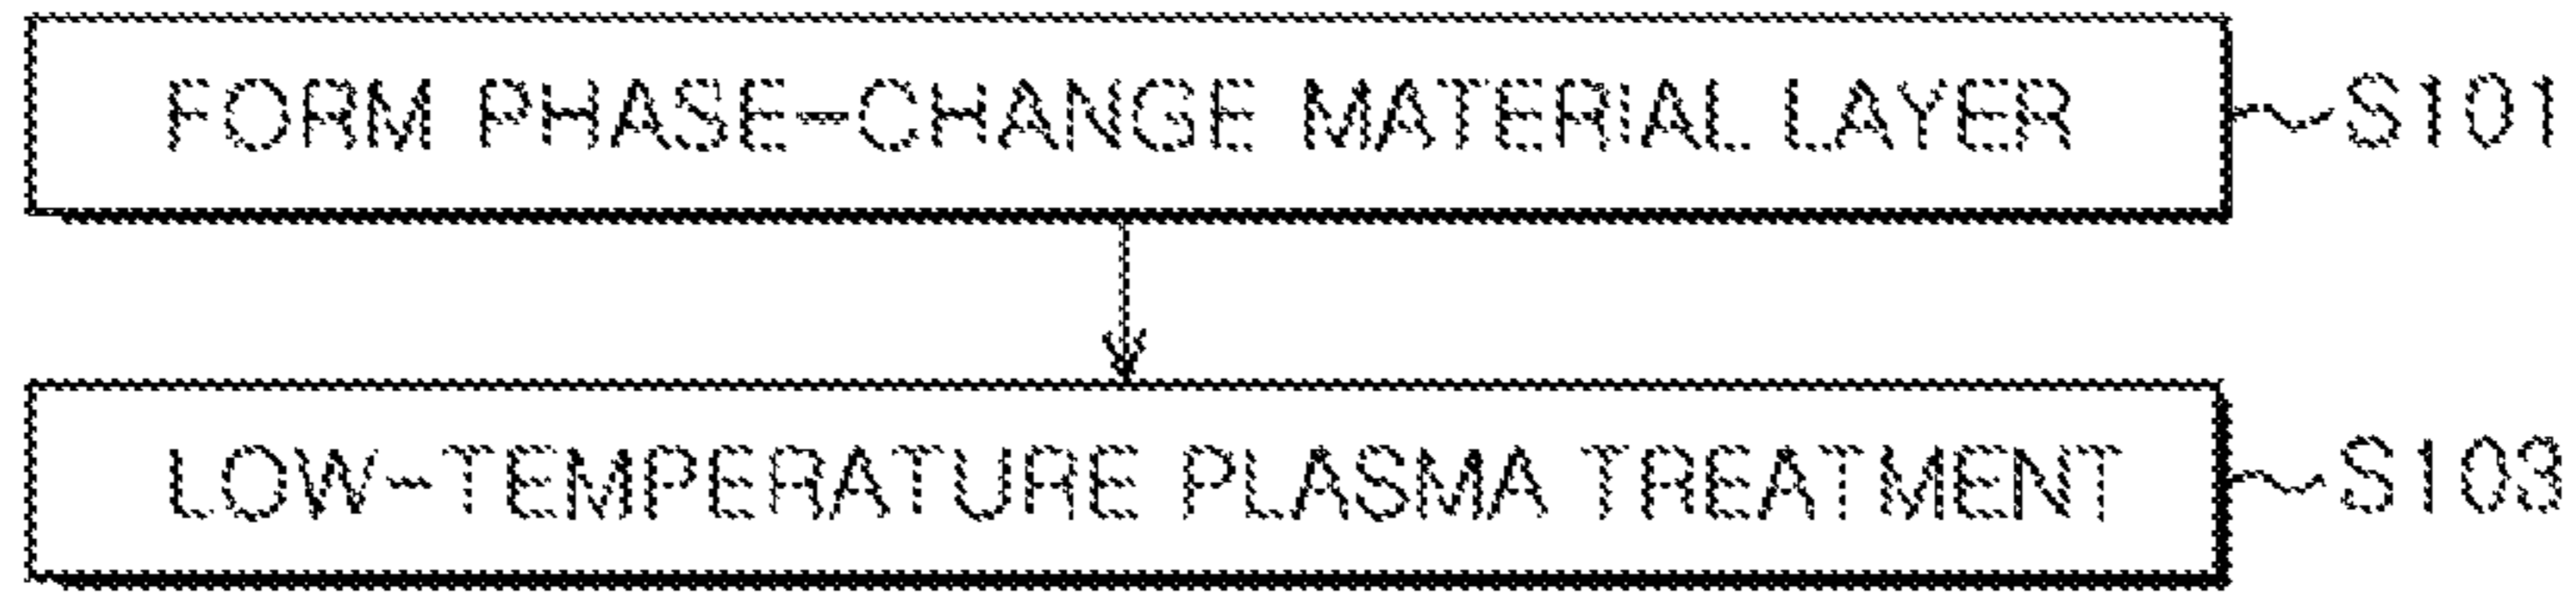 FORM PHASE-CHANGE MATERIAL LAYER S101
LOW-TEMPERATURE PLASMA TREATMENT S103